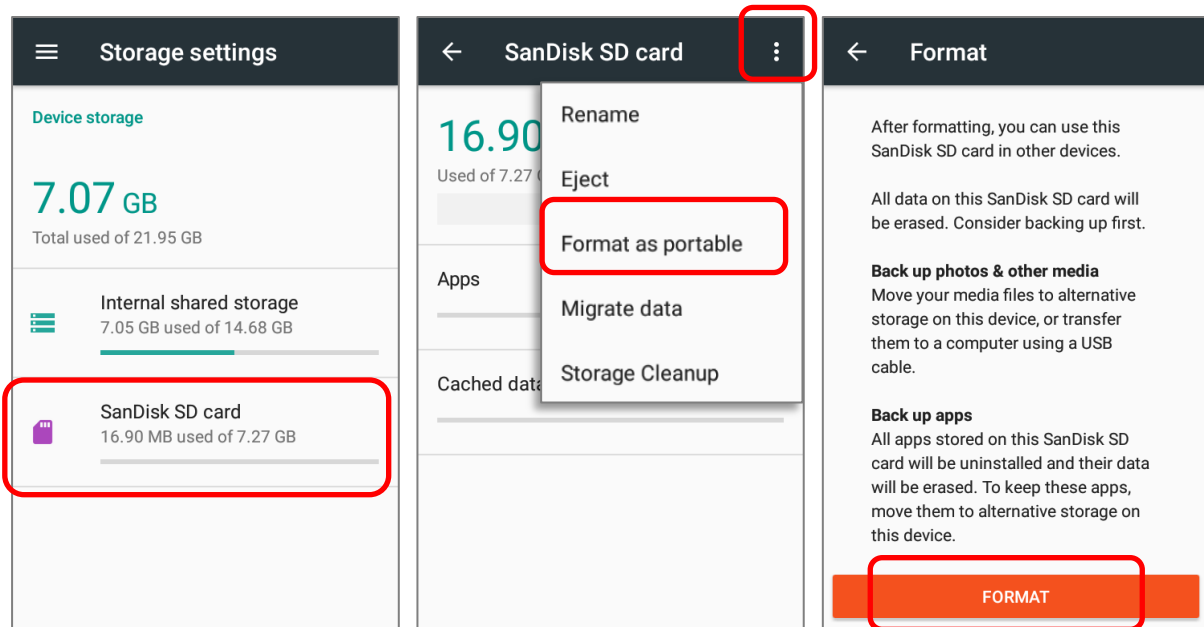 Storage settings
Device storage
7.07 GB
Total used of 21.95 GB
Internal shared storage
7.05 GB used of 14.68 GB
SanDisk SD card
16.90 MB used of 7.27 GB
SanDisk SD card
16.90
Used of 7.27
Apps
Cached data
Rename
Eject
Format as portable
Migrate data
Storage Cleanup
Format
After formatting, you can use this
SanDisk SD card in other devices.
All data on this SanDisk SD card will
be erased. Consider backing up first.
Back up photos & other media
Move your media files to alternative
storage on this device, or transfer
them to a computer using a USB
cable.
Back up apps
All apps stored on this SanDisk SD
card will be uninstalled and their data
will be erased. To keep these apps,
move them to alternative storage on
this device.
FORMAT